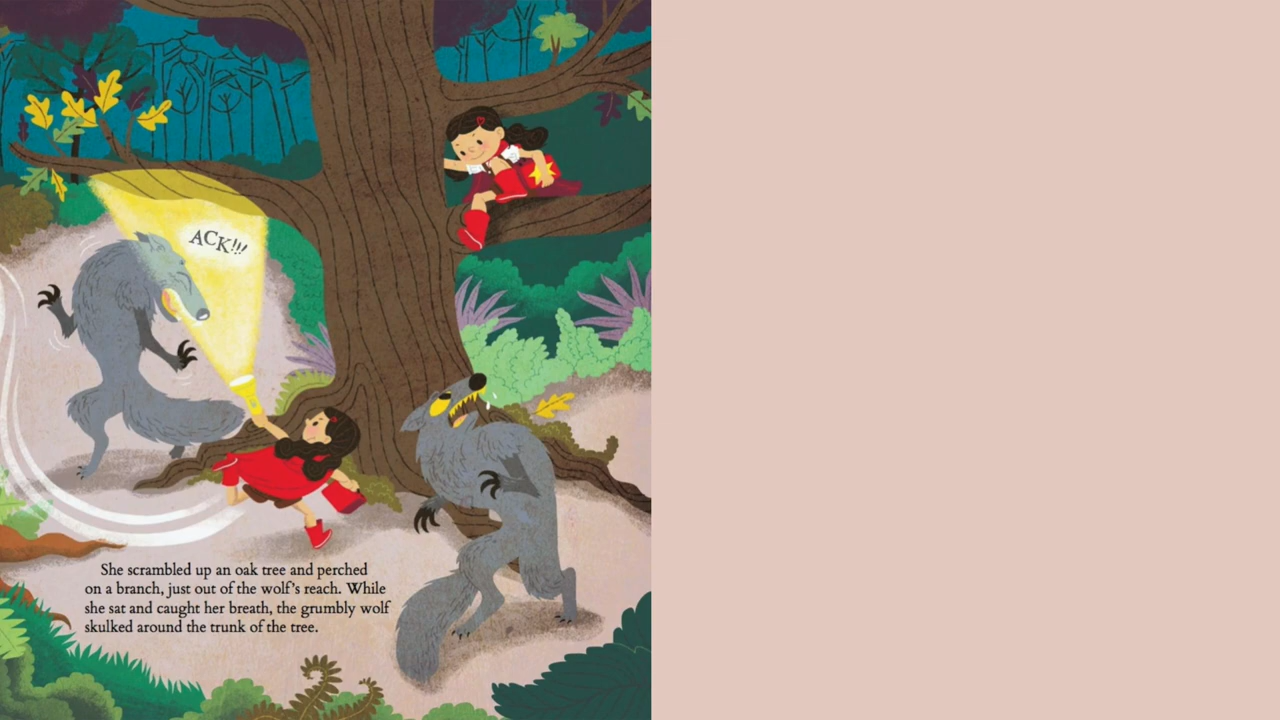 ACK!!!
She scrambled up an oak tree and perched
on a branch, just out of the wolf's reach. While
she sat and caught her breath, the grumbly wolf
skulked around the trunk of the tree.